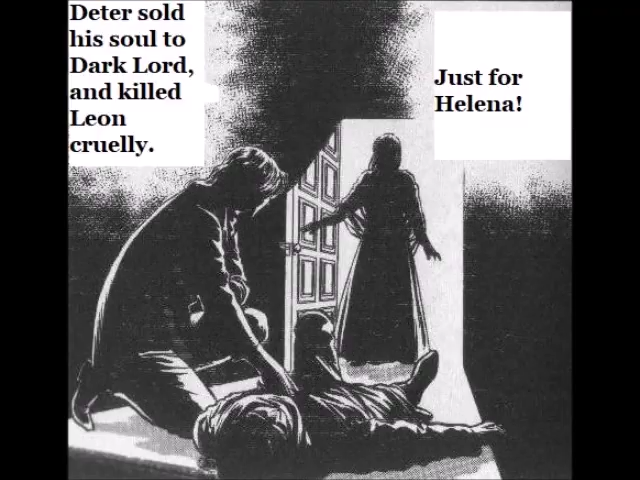 Deter sold
his soul to
Dark Lord,
and killed
Leon
cruelly.
Just for
Helena!